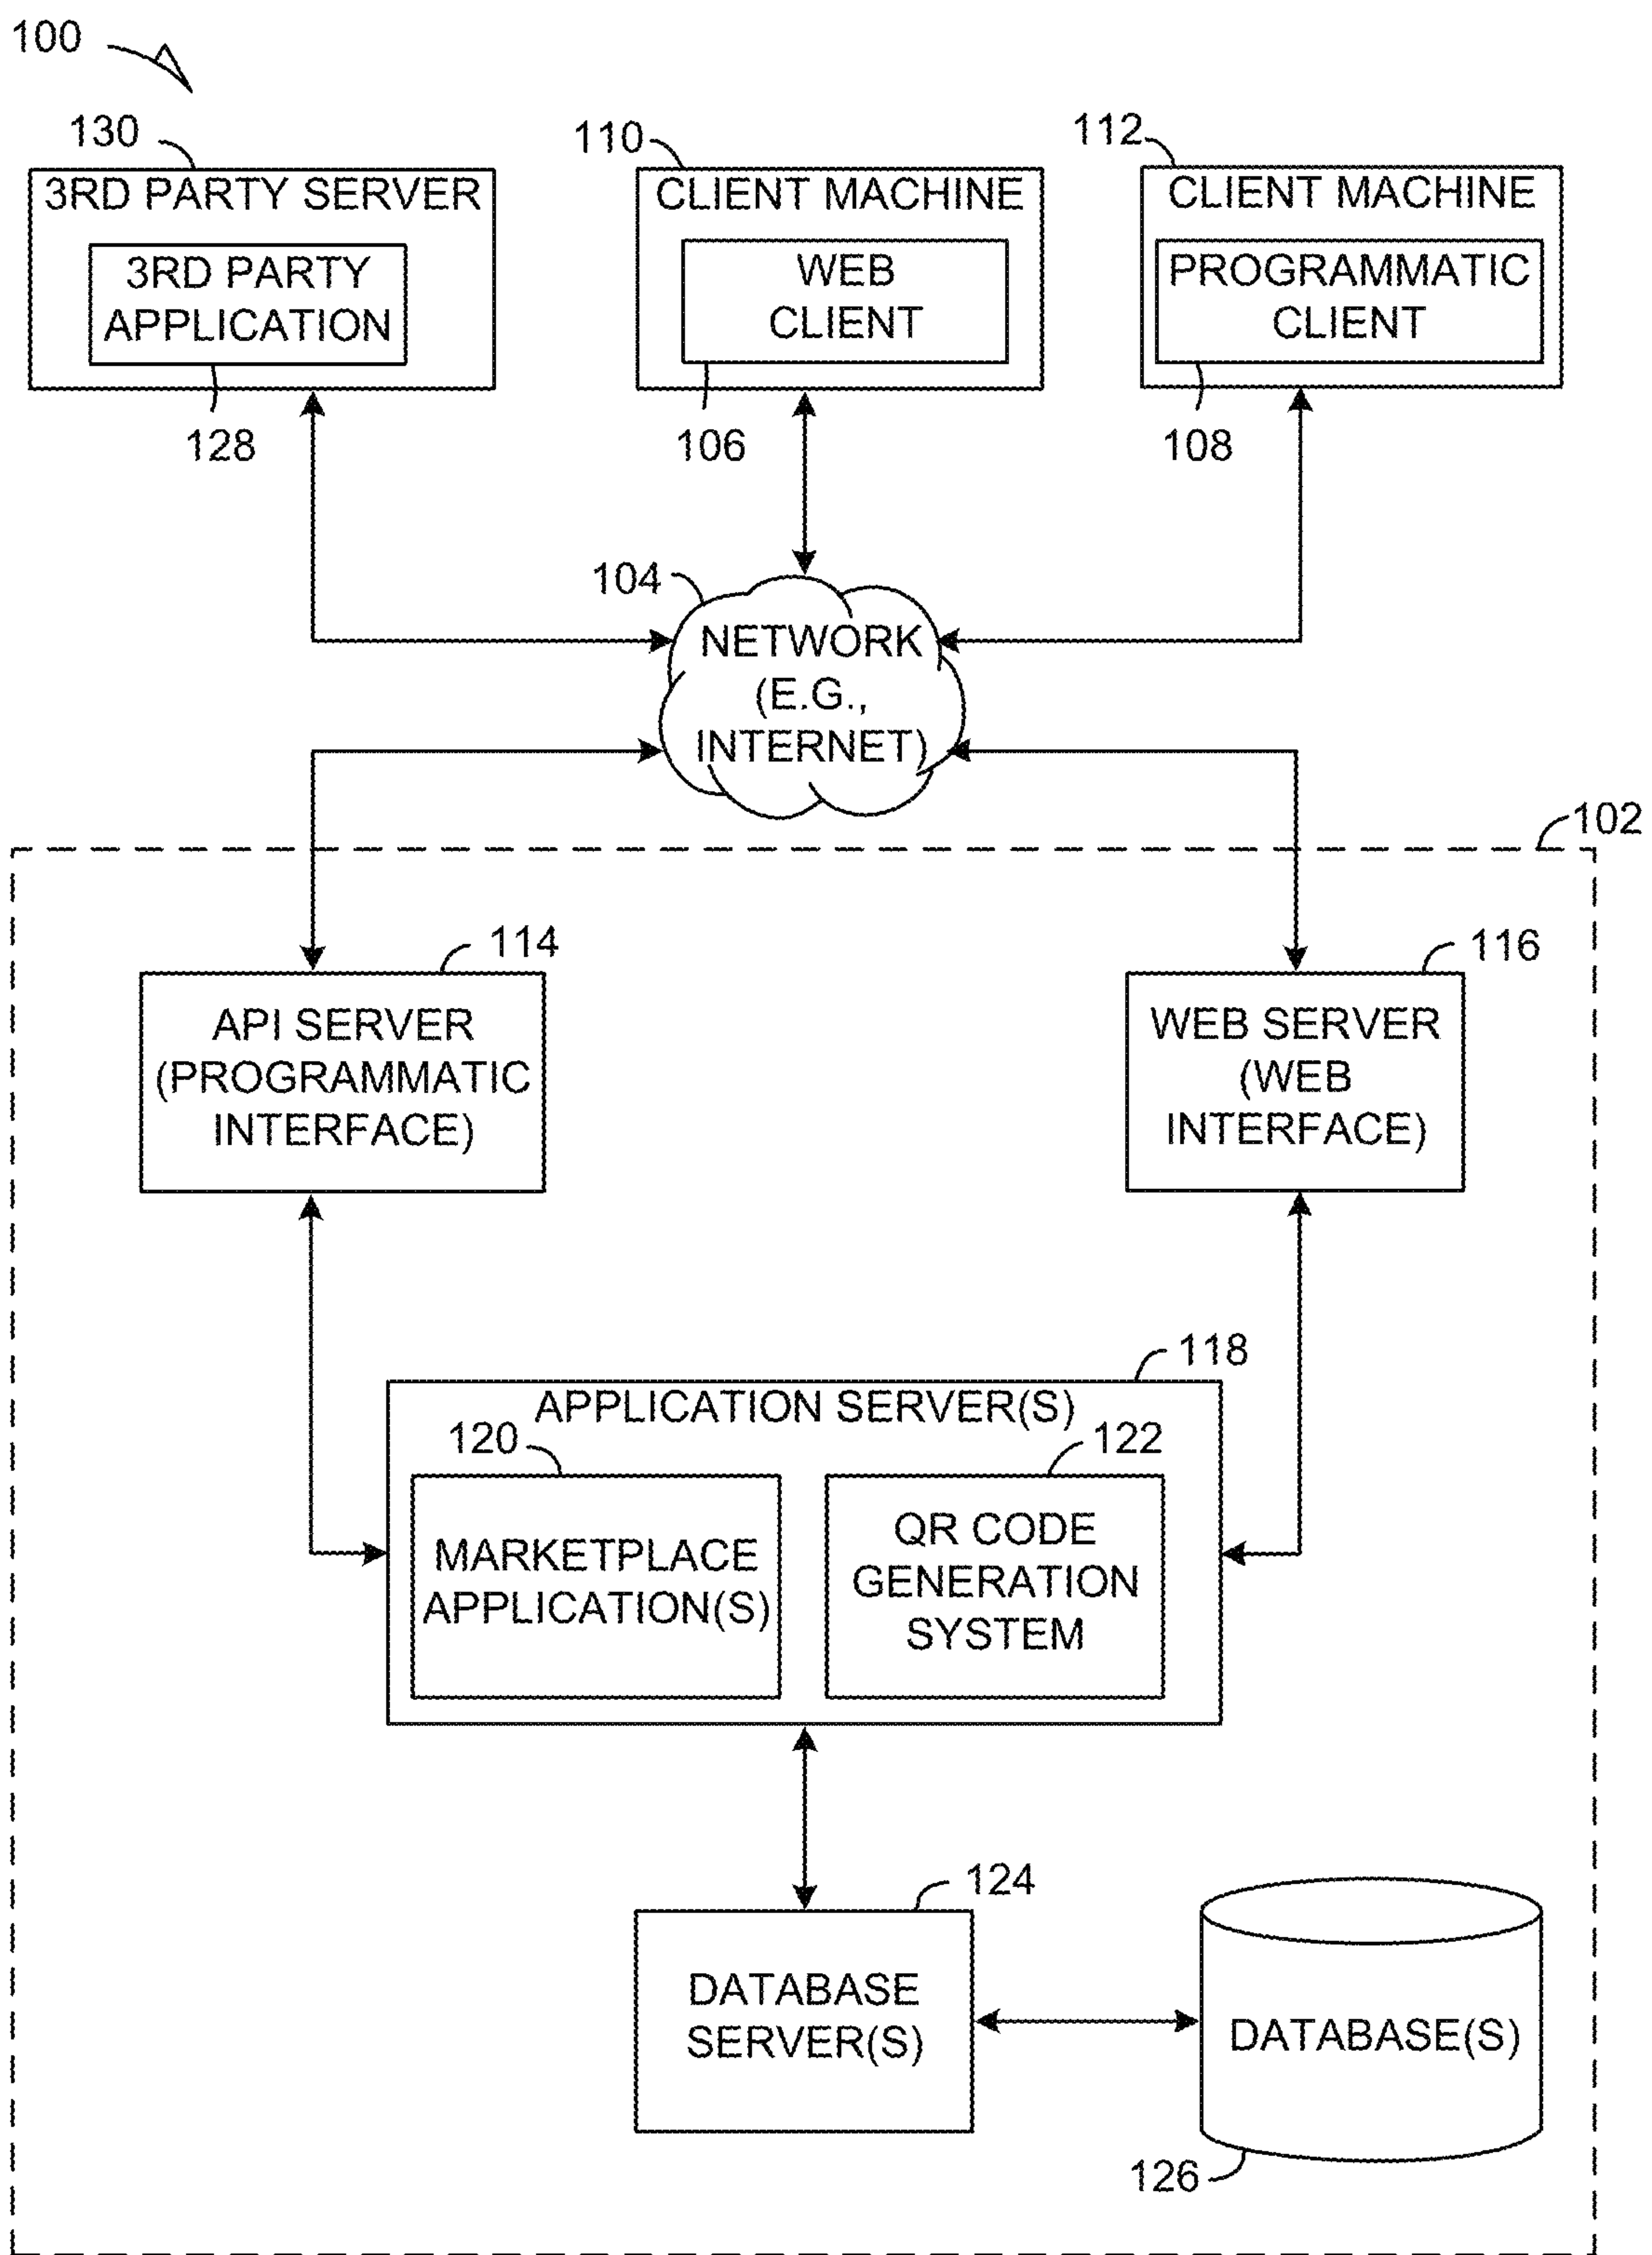 100
130
110
112
3RD PARTY SERVER
3RD PARTY
APPLICATION
128
CLIENT MACHINE
WEB
CLIENT
106
CLIENT MACHINE
PROGRAMMATIC
CLIENT
108
104
NETWORK
(E.G.,
INTERNET)
102
114
API SERVER
(PROGRAMMATIC
INTERFACE)
116
WEB SERVER
(WEB
INTERFACE)
118
APPLICATION SERVER(S)
120
MARKETPLACE
APPLICATION(S)
122
QR CODE
GENERATION
SYSTEM
124
DATABASE
SERVER(S)
DATABASE(S)
126